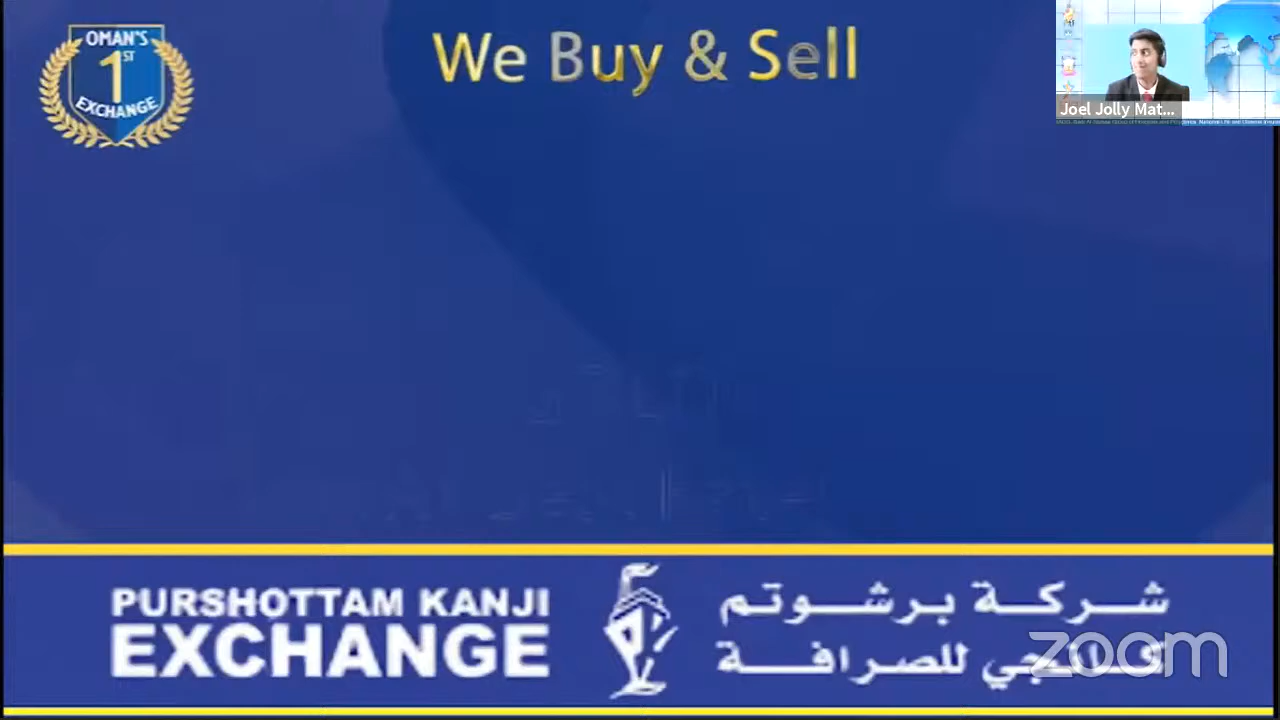 OMAN'S
1ST
EXCHANGE
We Buy & Sell
Joel Jolly Mat...
PURSHOTTAM KANJI
EXCHANGE
شركة برشوتم
كانجي للصرافة
zoom